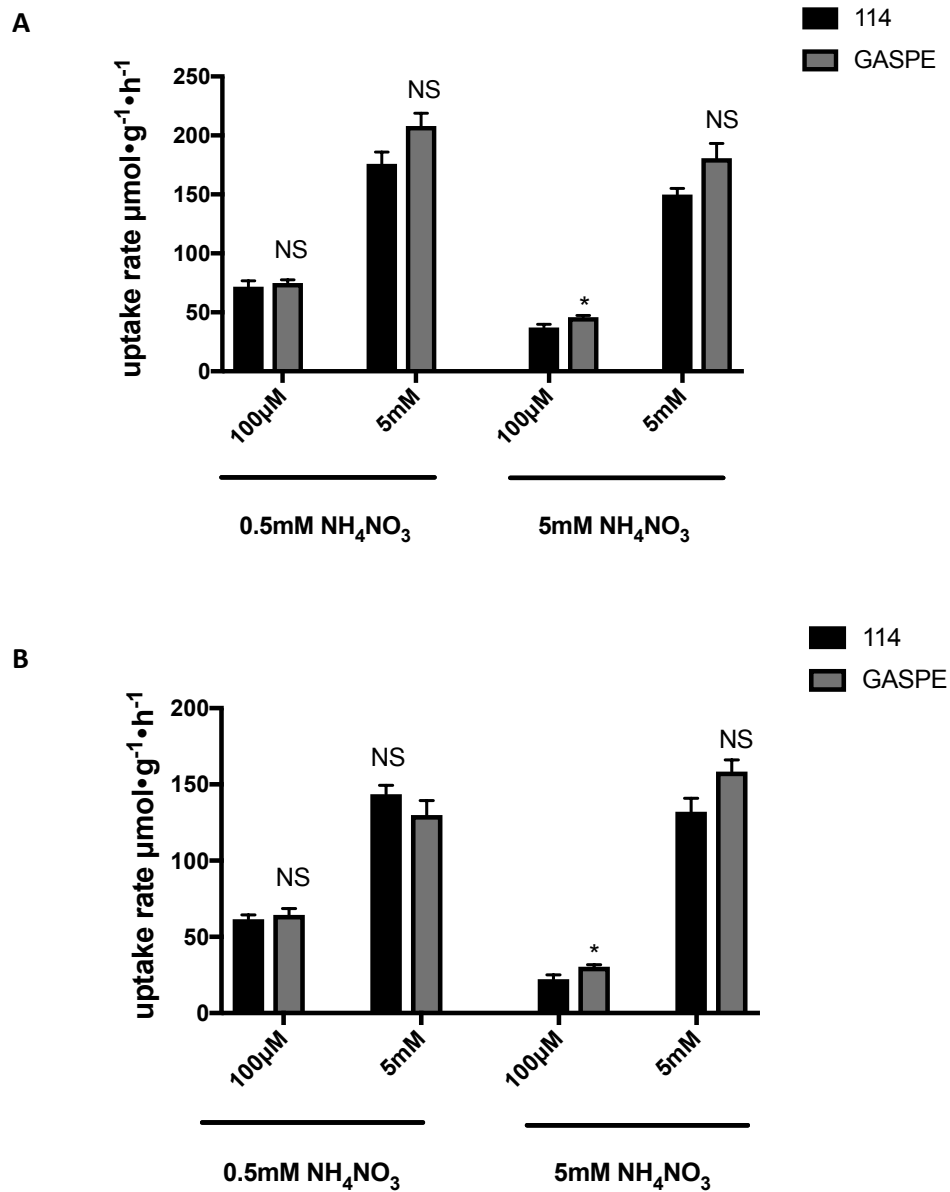 A
114
GASPE
uptake rate µmol•g-1•h-1
250
200
150
100
50
0
NS
NS
*
NS
100µM
5mM
100µM
5mM
0.5mM NH4NO3
5mM NH4NO3
B
114
GASPE
uptake rate µmol•g-1•h-1
200
150
100
50
0
NS
NS
*
NS
100µM
5mM
100µM
5mM
0.5mM NH4NO3
5mM NH4NO3